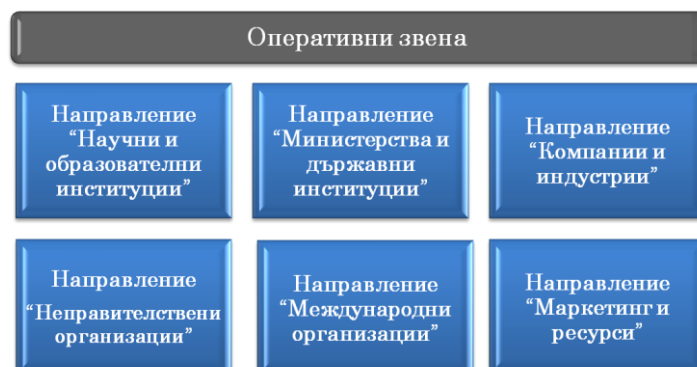 Оперативни звена
Направление
“Научни и
образователни
институции”
Направление
“Министерства и
държавни
институции”
Направление
“Компании и
индустрии”
Направление
“Неправителствени
организации”
Направление
“Международни
организации”
Направление
“Маркетинг и
ресурси”